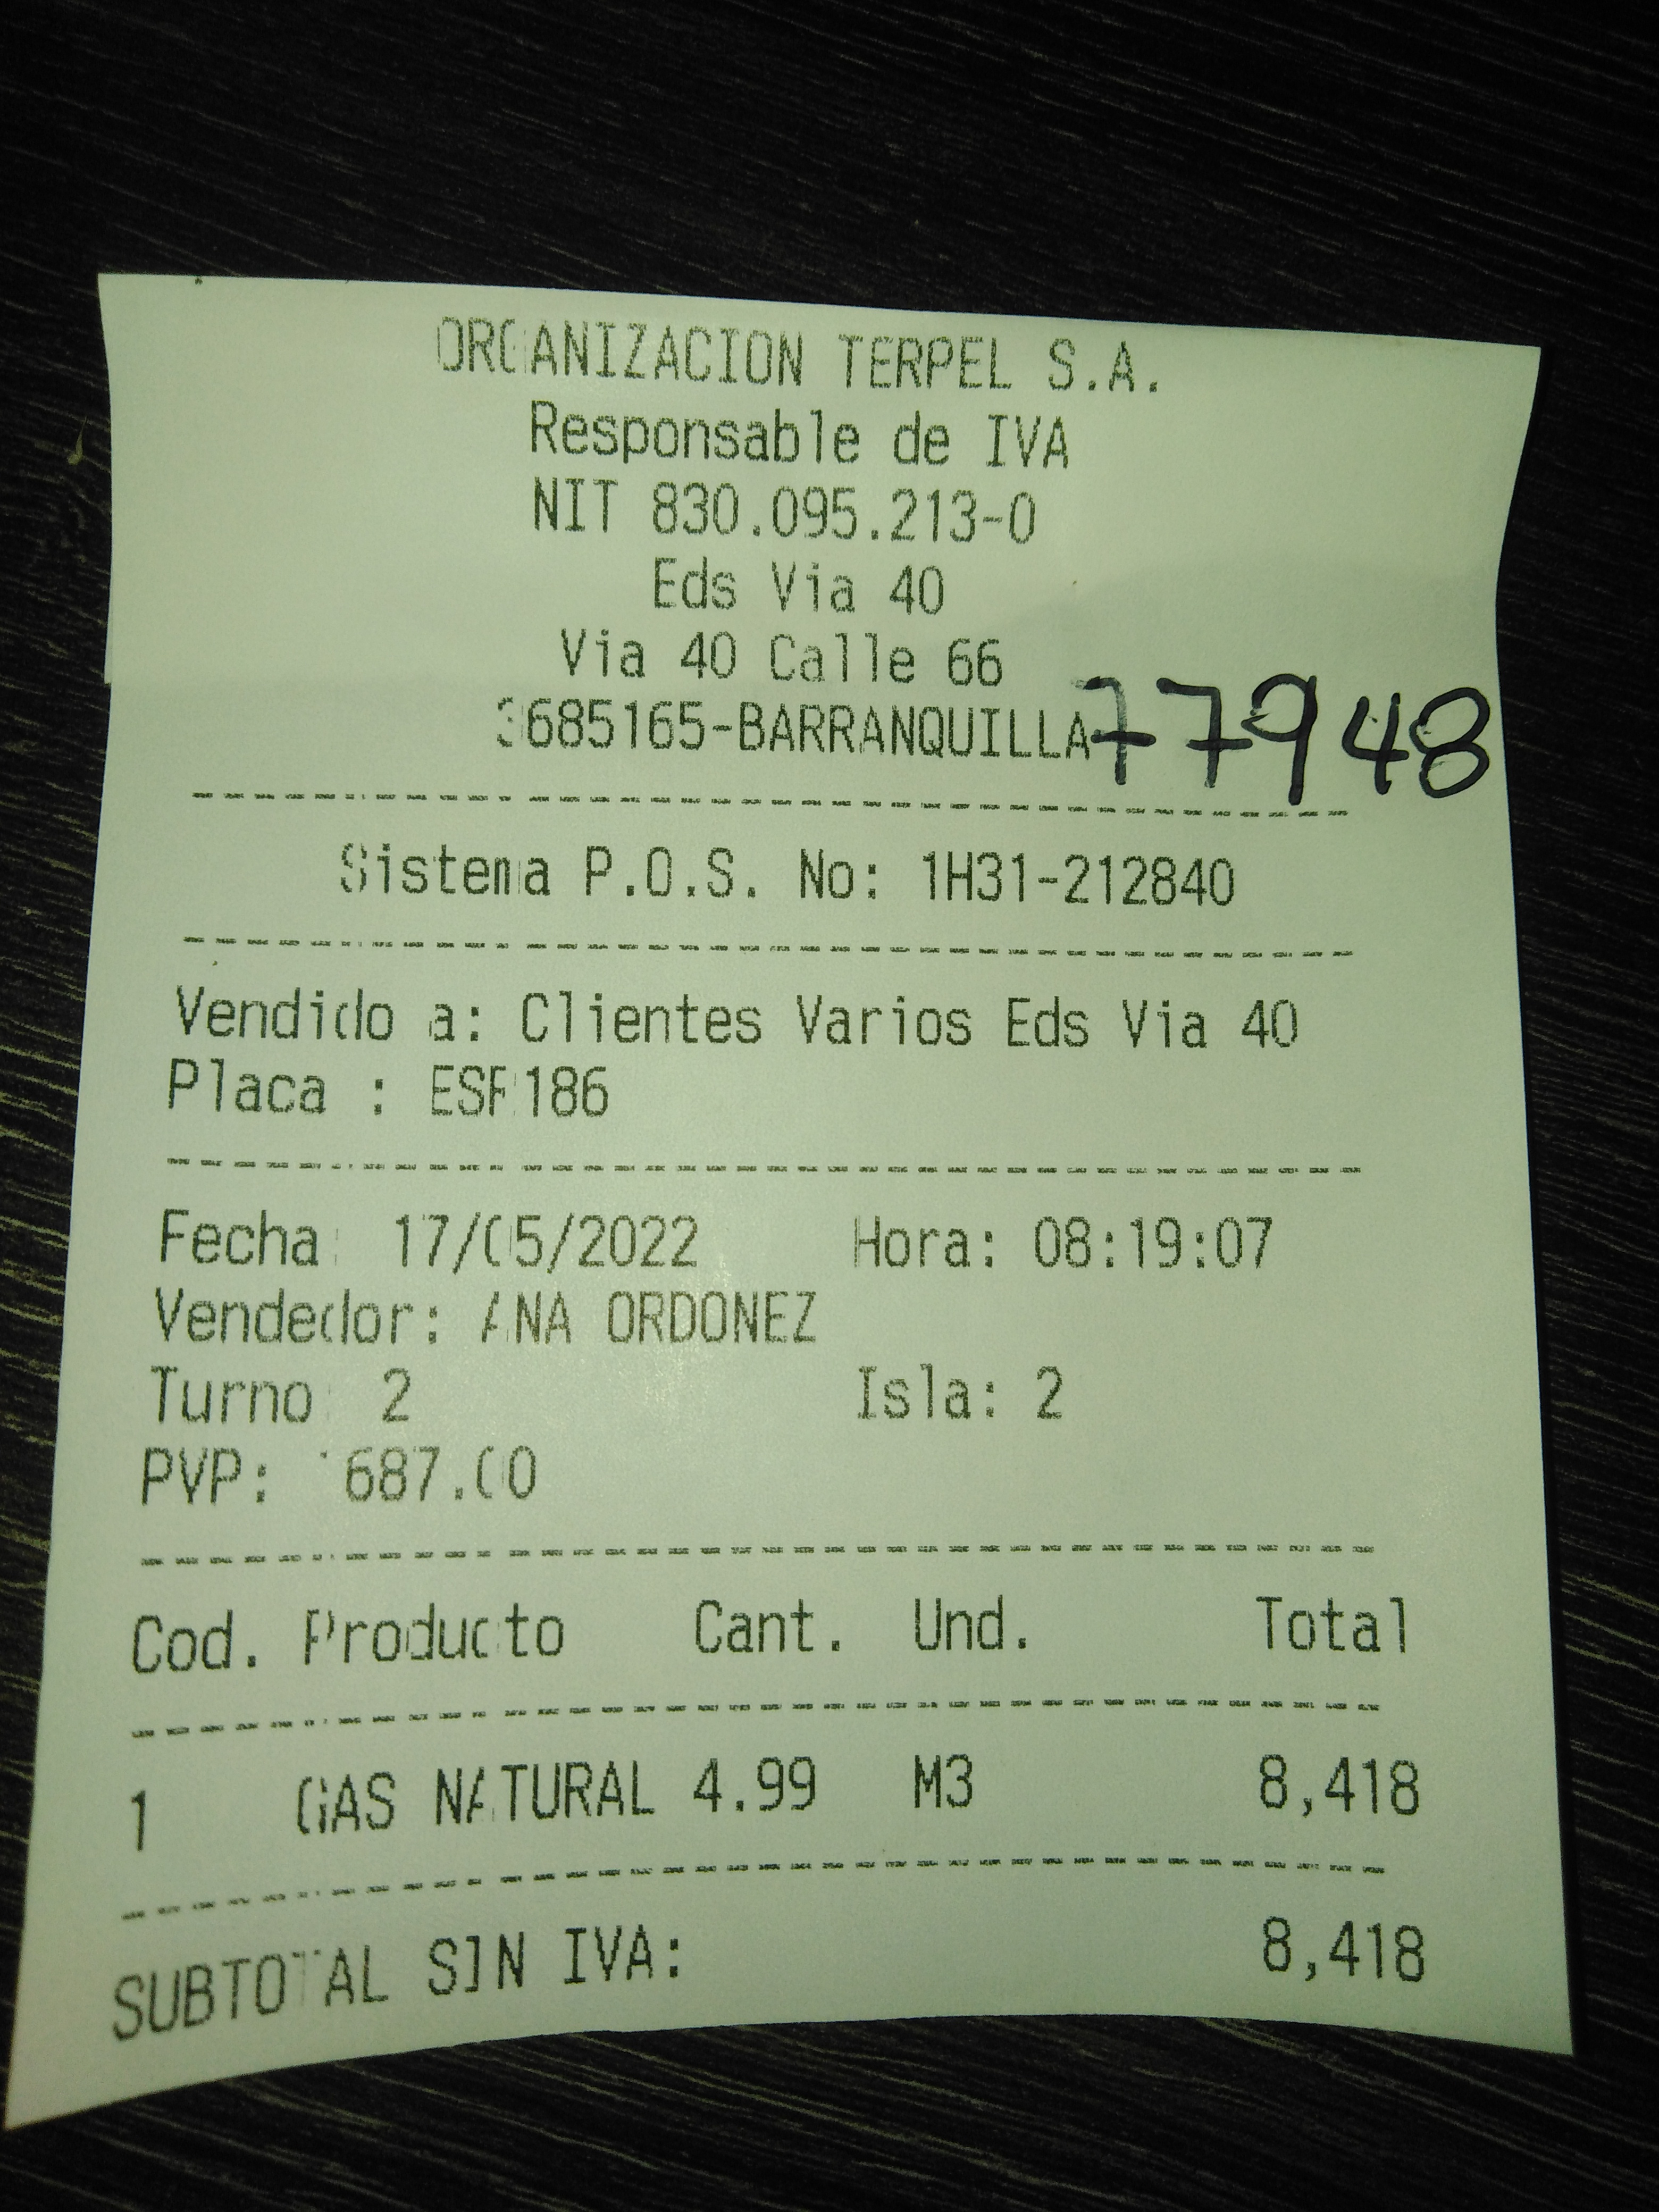 ORGANIZACION TERPEL S.A.
Responsable de IVA
NIT 830.095.213-0
Eds Via 40
Via 40 Calle 66
3685165-BARRANQUILLA 77948
Sistema P.O.S. No: 1H31-212840
Vendido a: Clientes Varios Eds Via 40
Placa :
Fecha: 17/05/2022 Hora: 08:19:07
Vendedor: ANA ORDONEZ
Turno: 2 Isla: 2
PVP: 1687.00
Cod. Producto Cant. Und. Total
1 GAS NATURAL 4.99 M3 8,418
SUBTOTAL SIN IVA: 8,418